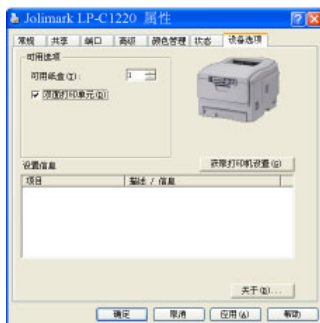 Jolimark LP-C1220 属性
常规 共享 端口 高级 颜色管理 状态 设备选项
可用选项
可用纸盒(T): 1
双面打印单元(D)
获取打印机设置(G)
设置信息
项目 描述 / 信息
关于(B)...
确定 取消 应用(A) 帮助